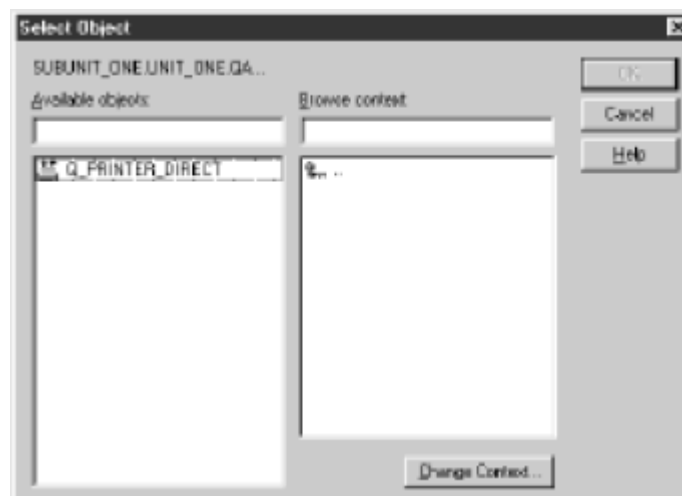 Select Object
SUBUNIT_ONE.UNIT_ONE.QA...
Available objects:
Browse context
Q_PRINTER_DIRECT
..
OK
Cancel
Help
Change Context...